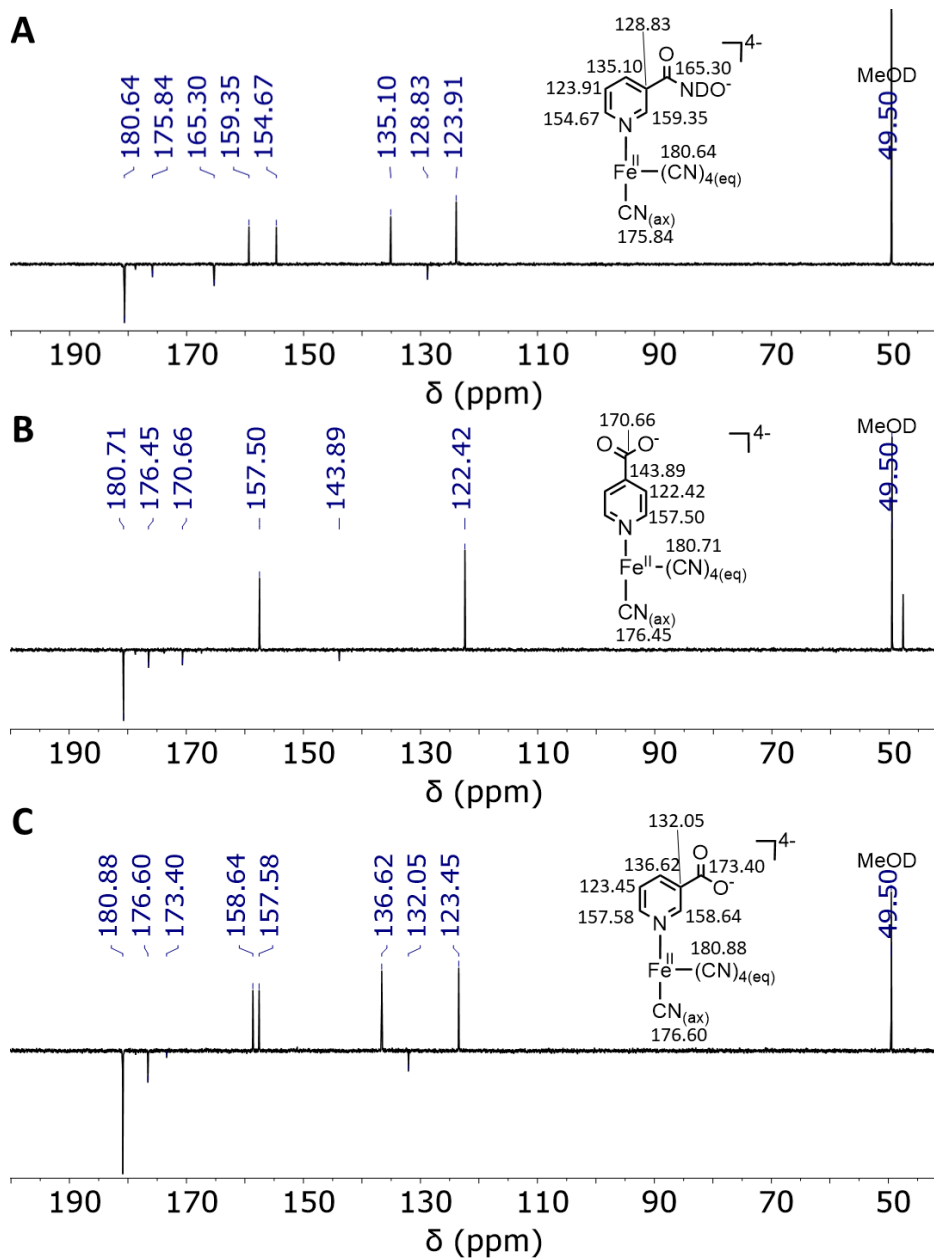 A
180.64
175.84
165.30
159.35
154.67
135.10
128.83
123.91
128.83
O
4-
135.10
165.30
123.91
NDO-
154.67
N
159.35
180.64
FeII
(CN)4(eq)
CN(ax)
175.84
MeOD
49.50
190 170 150 130 110 90 70 50
δ (ppm)
B
180.71
176.45
170.66
157.50
143.89
122.42
170.66
O
O-
4-
143.89
122.42
157.50
N
180.71
FeII
(CN)4(eq)
CN(ax)
176.45
MeOD
49.50
190 170 150 130 110 90 70 50
δ (ppm)
C
180.88
176.60
173.40
158.64
157.58
136.62
132.05
123.45
132.05
O
4-
136.62
173.40
123.45
O-
157.58
N
158.64
180.88
FeII
(CN)4(eq)
CN(ax)
176.60
MeOD
49.50
190 170 150 130 110 90 70 50
δ (ppm)